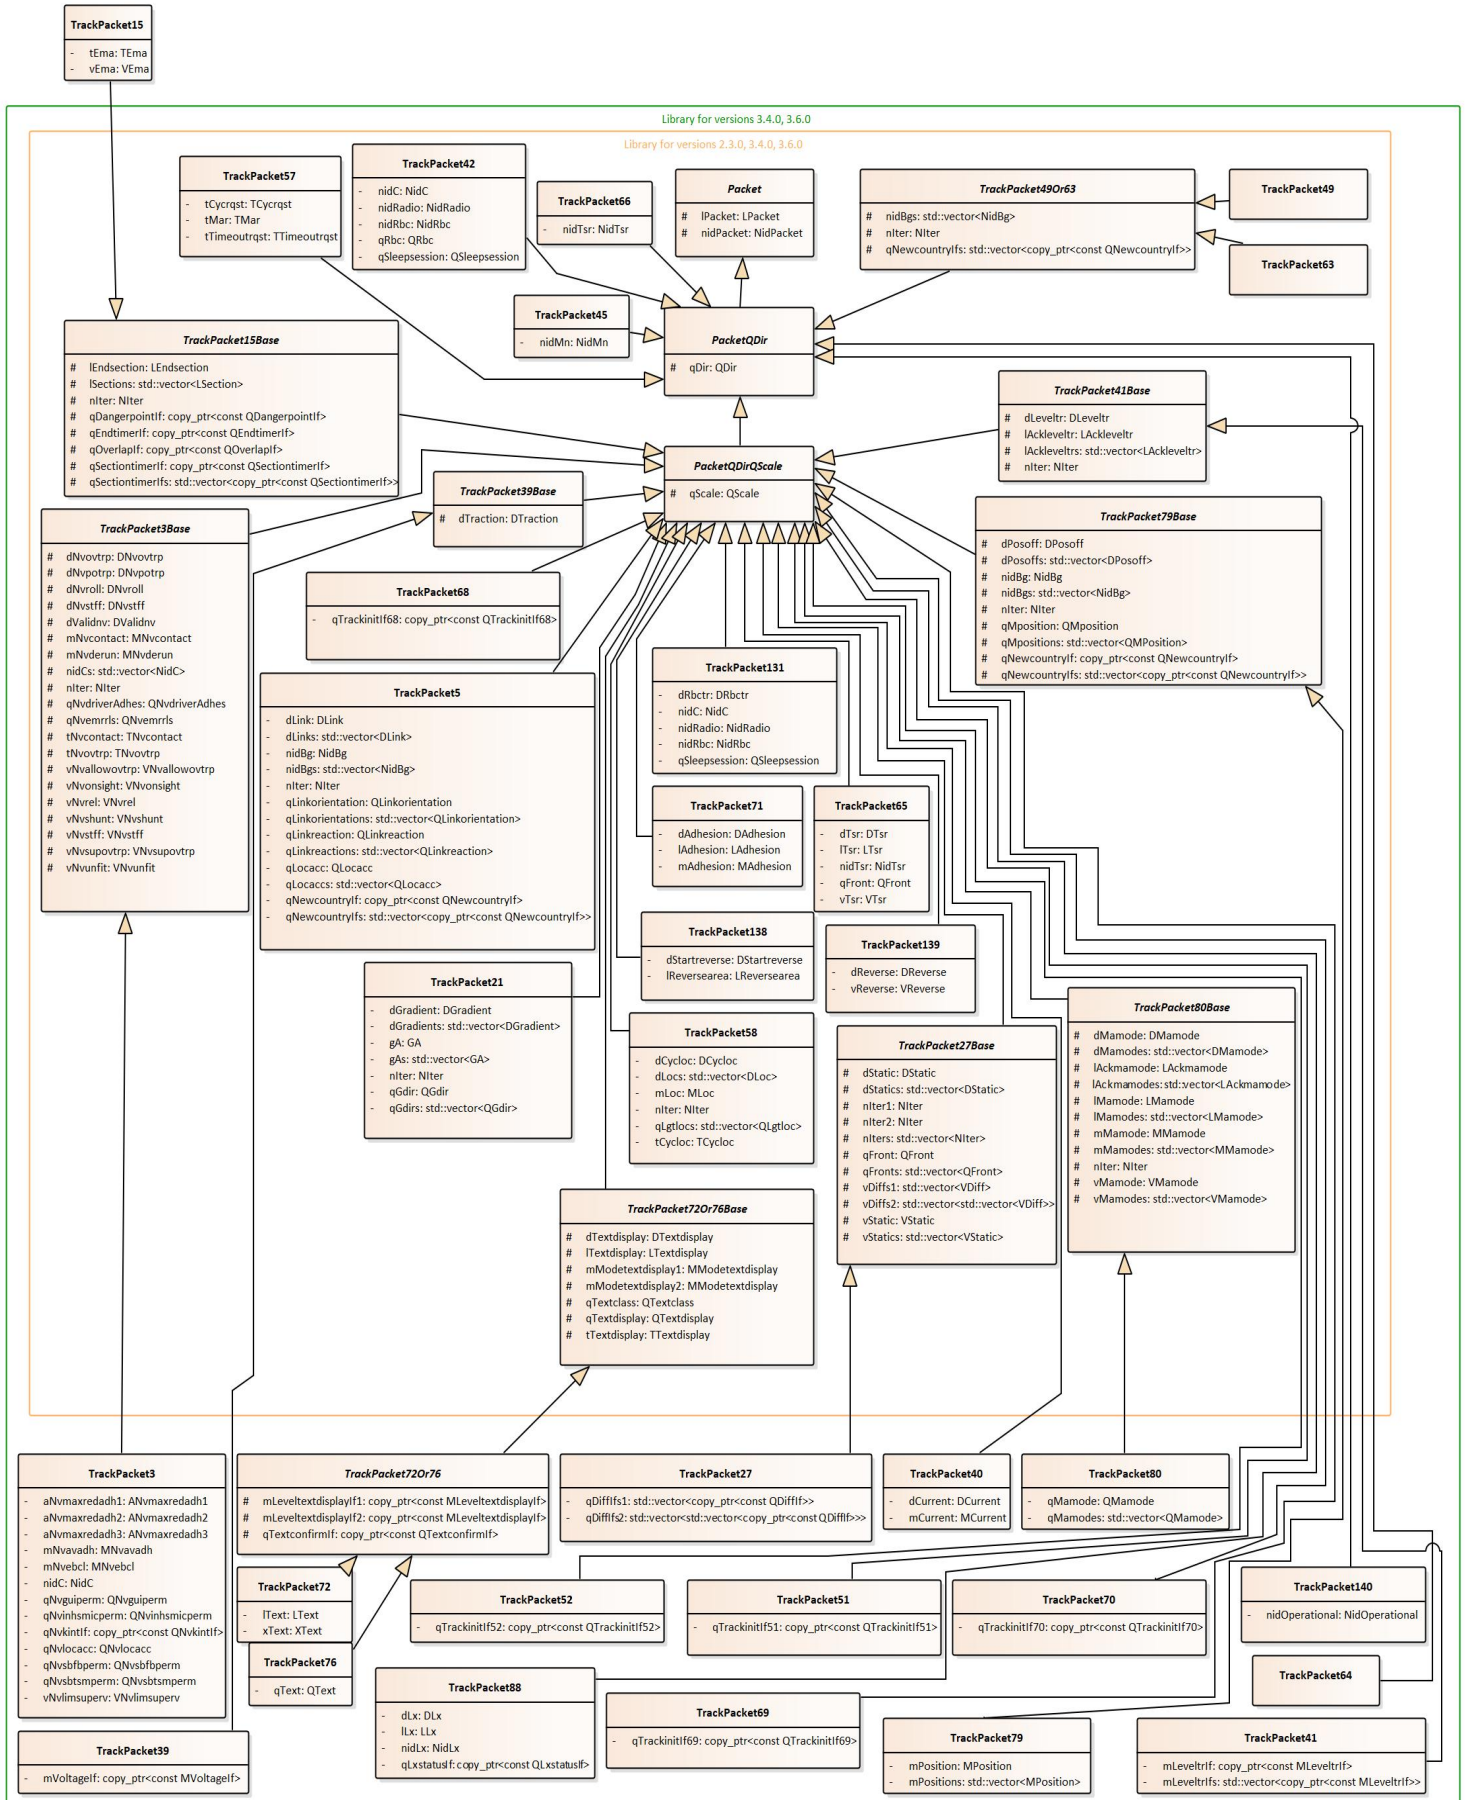 TrackPacket15
- tEma: TEma
- vEma: VEma
Library for versions 3.4.0, 3.6.0
Library for versions 2.3.0, 3.4.0, 3.6.0
TrackPacket57
- tCycrqst: TCycrqst
- tMar: TMar
- tTimeoutrqst: TTimeoutrqst
TrackPacket42
- nidC: NidC
- nidRadio: NidRadio
- nidRbc: NidRbc
- qRbc: QRbc
- qSleepsession: QSleepsession
TrackPacket66
- nidTsr: NidTsr
Packet
# lPacket: LPacket
# nidPacket: NidPacket
TrackPacket49Or63
# nidBgs: std::vector<NidBg>
# nIter: NIter
# qNewcountryIfs: std::vector<copy_ptr<const QNewcountryIf>>
TrackPacket49
TrackPacket63
TrackPacket45
- nidMn: NidMn
PacketQDir
# qDir: QDir
TrackPacket15Base
# lEndsection: LEndsection
# lSections: std::vector<LSection>
# nIter: NIter
# qDangerpointIf: copy_ptr<const QDangerpointIf>
# qEndtimerIf: copy_ptr<const QEndtimerIf>
# qOverlapIf: copy_ptr<const QOverlapIf>
# qSectiontimerIf: copy_ptr<const QSectiontimerIf>
# qSectiontimerIfs: std::vector<copy_ptr<const QSectiontimerIf>>
TrackPacket41Base
# dLeveltr: DLeveltr
# lAckleveltr: LAckleveltr
# lAckleveltrs: std::vector<LAckleveltr>
# nIter: NIter
PacketQDirQScale
# qScale: QScale
TrackPacket39Base
# dTraction: DTraction
TrackPacket3Base
# dNvovtrp: DNvovtrp
# dNvpotrp: DNvpotrp
# dNvroll: DNvroll
# dNvstff: DNvstff
# dValidnv: DValidnv
# mNvcontact: MNvcontact
# mNvderun: MNvderun
# nidCs: std::vector<NidC>
# nIter: NIter
# qNvdriverAdhes: QNvdriverAdhes
# qNvemrrls: QNvemrrls
# tNvcontact: TNvcontact
# tNvovtrp: TNvovtrp
# vNvallowovtrp: VNvallowovtrp
# vNvonsight: VNvonsight
# vNvrel: VNvrel
# vNvshunt: VNvshunt
# vNvstff: VNvstff
# vNvsupovtrp: VNvsupovtrp
# vNvunfit: VNvunfit
TrackPacket79Base
# dPosoff: DPosoff
# dPosoffs: std::vector<DPosoff>
# nidBg: NidBg
# nidBgs: std::vector<NidBg>
# nIter: NIter
# qMposition: QMposition
# qMpositions: std::vector<QMPosition>
# qNewcountryIf: copy_ptr<const QNewcountryIf>
# qNewcountryIfs: std::vector<copy_ptr<const QNewcountryIf>>
TrackPacket68
- qTrackinitIf68: copy_ptr<const QTrackinitIf68>
TrackPacket5
- dLink: DLink
- dLinks: std::vector<DLink>
- nidBg: NidBg
- nidBgs: std::vector<NidBg>
- nIter: NIter
- qLinkorientation: QLinkorientation
- qLinkorientations: std::vector<QLinkorientation>
- qLinkreaction: QLinkreaction
- qLinkreactions: std::vector<QLinkreaction>
- qLocacc: QLocacc
- qLocaccs: std::vector<QLocacc>
- qNewcountryIf: copy_ptr<const QNewcountryIf>
- qNewcountryIfs: std::vector<copy_ptr<const QNewcountryIf>>
TrackPacket131
- dRbctr: DRbctr
- nidC: NidC
- nidRadio: NidRadio
- nidRbc: NidRbc
- qSleepsession: QSleepsession
TrackPacket71
- dAdhesion: DAdhesion
- lAdhesion: LAdhesion
- mAdhesion: MAdhesion
TrackPacket65
- dTsr: DTsr
- lTsr: LTsr
- nidTsr: NidTsr
- qFront: QFront
- vTsr: VTsr
TrackPacket138
- dStartreverse: DStartreverse
- lReversearea: LReversearea
TrackPacket139
- dReverse: DReverse
- vReverse: VReverse
TrackPacket21
- dGradient: DGradient
- dGradients: std::vector<DGradient>
- gA: GA
- gAs: std::vector<GA>
- nIter: NIter
- qGdir: QGdir
- qGdirs: std::vector<QGdir>
TrackPacket58
- dCycloc: DCycloc
- dLocs: std::vector<DLoc>
- mLoc: MLoc
- nIter: NIter
- qLgtlocs: std::vector<QLgtloc>
- tCycloc: TCycloc
TrackPacket27Base
# dStatic: DStatic
# dStatics: std::vector<DStatic>
# nIter1: NIter
# nIter2: NIter
# nIters: std::vector<NIter>
# qFront: QFront
# qFronts: std::vector<QFront>
# vDiffs1: std::vector<VDiff>
# vDiffs2: std::vector<std::vector<VDiff>>
# vStatic: VStatic
# vStatics: std::vector<VStatic>
TrackPacket80Base
# dMamode: DMamode
# dMamodes: std::vector<DMamode>
# lAckmamode: LAckmamode
# lAckmamodes: std::vector<LAckmamode>
# lMamode: LMamode
# lMamodes: std::vector<LMamode>
# mMamode: MMamode
# mMamodes: std::vector<MMamode>
# nIter: NIter
# vMamode: VMamode
# vMamodes: std::vector<VMamode>
TrackPacket72Or76Base
# dTextdisplay: DTextdisplay
# lTextdisplay: LTextdisplay
# mModetextdisplay1: MModetextdisplay
# mModetextdisplay2: MModetextdisplay
# qTextclass: QTextclass
# qTextdisplay: QTextdisplay
# tTextdisplay: TTextdisplay
TrackPacket3
- aNvmaxredadh1: ANvmaxredadh1
- aNvmaxredadh2: ANvmaxredadh2
- aNvmaxredadh3: ANvmaxredadh3
- mNvavadh: MNvavadh
- mNvebcl: MNvebcl
- nidC: NidC
- qNvguiperm: QNvguiperm
- qNvinhsmicperm: QNvinhsmicperm
- qNvkintIf: copy_ptr<const QNvkintIf>
- qNvlocacc: QNvlocacc
- qNvsbfbperm: QNvsbfbperm
- qNvsbtsmperm: QNvsbtsmperm
- vNvlimsuperv: VNvlimsuperv
TrackPacket72Or76
# mLeveltextdisplayIf1: copy_ptr<const MLeveltextdisplayIf>
# mLeveltextdisplayIf2: copy_ptr<const MLeveltextdisplayIf>
# qTextconfirmIf: copy_ptr<const QTextconfirmIf>
TrackPacket27
- qDiffIfs1: std::vector<copy_ptr<const QDiffIf>>
- qDiffIfs2: std::vector<std::vector<copy_ptr<const QDiffIf>>>
TrackPacket40
- dCurrent: DCurrent
- mCurrent: MCurrent
TrackPacket80
- qMamode: QMamode
- qMamodes: std::vector<QMamode>
TrackPacket72
- lText: LText
- xText: XText
TrackPacket52
- qTrackinitIf52: copy_ptr<const QTrackinitIf52>
TrackPacket51
- qTrackinitIf51: copy_ptr<const QTrackinitIf51>
TrackPacket70
- qTrackinitIf70: copy_ptr<const QTrackinitIf70>
TrackPacket140
- nidOperational: NidOperational
TrackPacket76
- qText: QText
TrackPacket64
TrackPacket88
- dLx: DLx
- lLx: LLx
- nidLx: NidLx
- qLxstatusIf: copy_ptr<const QLxstatusIf>
TrackPacket69
- qTrackinitIf69: copy_ptr<const QTrackinitIf69>
TrackPacket39
- mVoltageIf: copy_ptr<const MVoltageIf>
TrackPacket79
- mPosition: MPosition
- mPositions: std::vector<MPosition>
TrackPacket41
- mLeveltrIf: copy_ptr<const MLeveltrIf>
- mLeveltrIfs: std::vector<copy_ptr<const MLeveltrIf>>